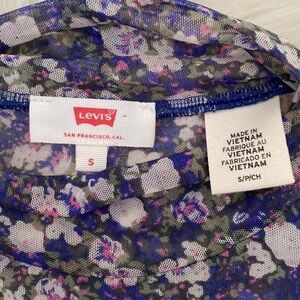 LEVI'S
SAN FRANCISCO, CAL.
S
MADE IN
VIETNAM
FABRIQUÉ AU
VIETNAM
FABRICADO EN
VIETNAM
S/P/CH